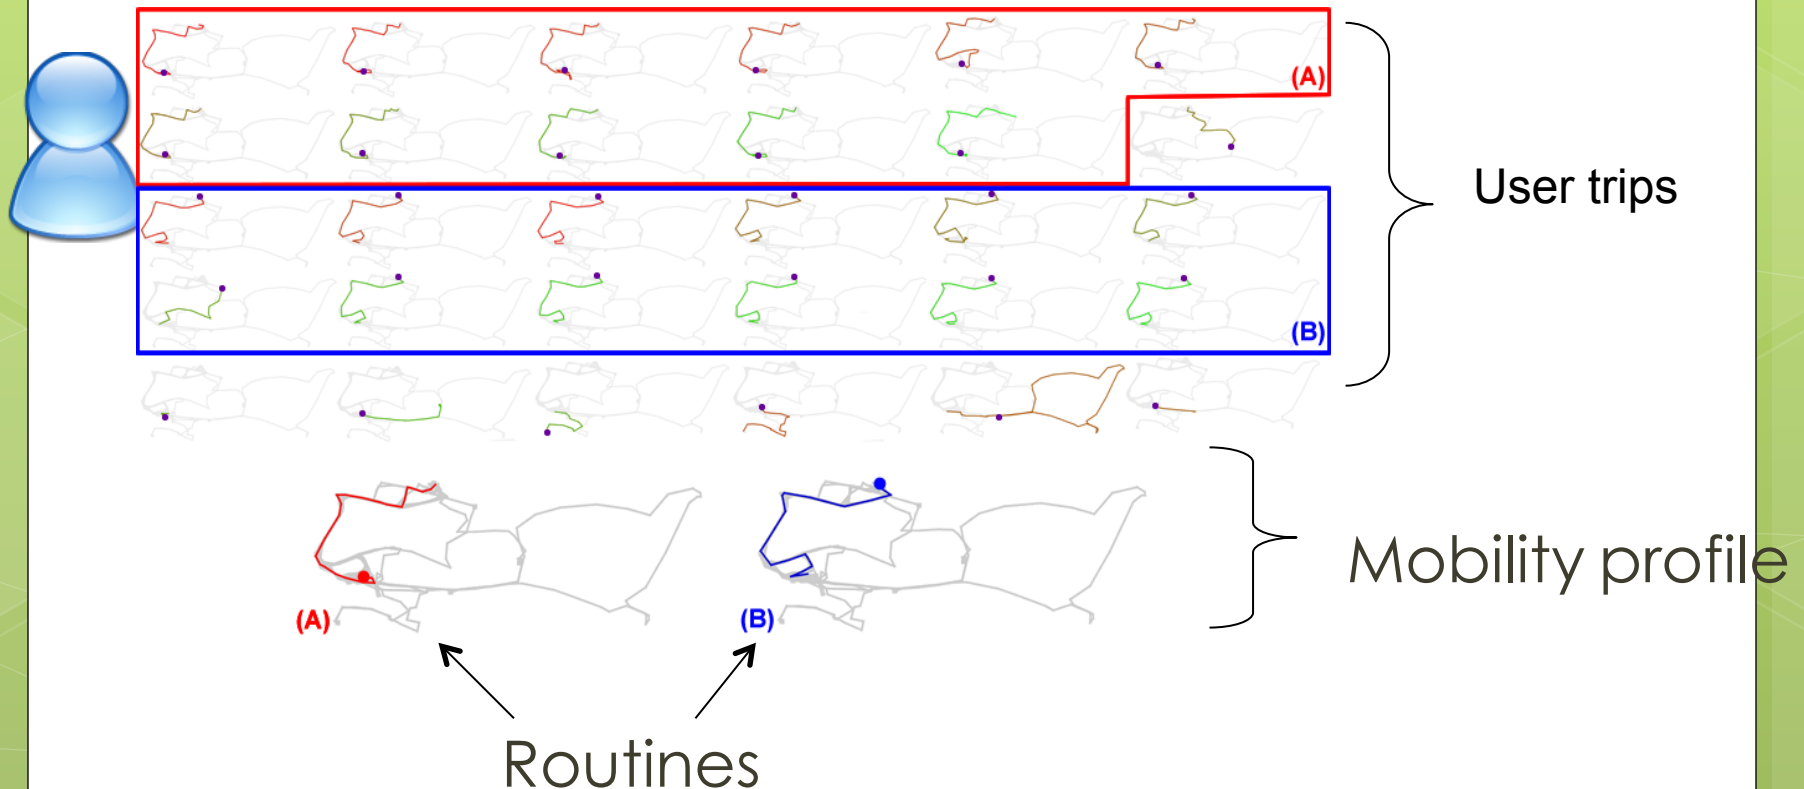 (A)
User trips
(B)
Mobility profile
(A)
(B)
Routines